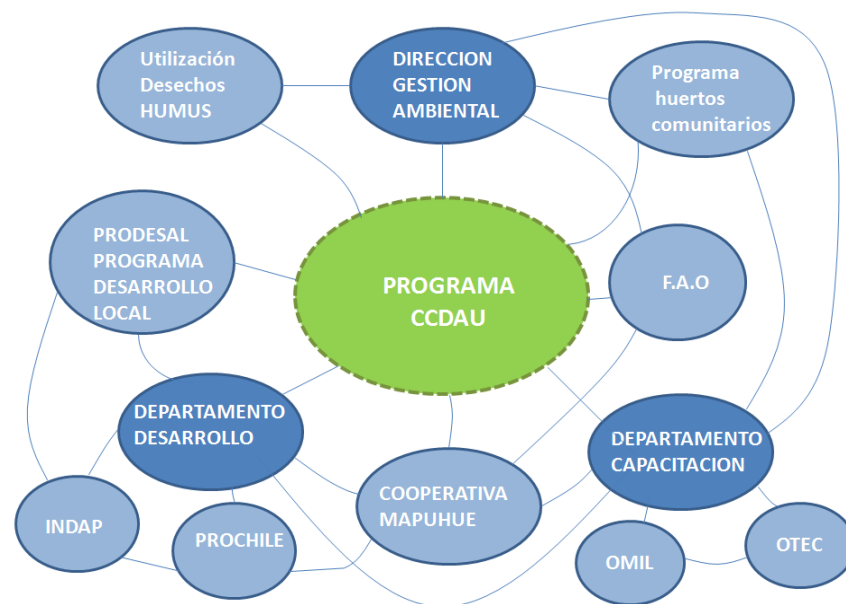 Utilización
Desechos
HUMUS
DIRECCION
GESTION
AMBIENTAL
Programa
huertos
comunitarios
PRODESAL
PROGRAMA
DESARROLLO
LOCAL
PROGRAMA
CCDAU
F.A.O
DEPARTAMENTO
DESARROLLO
DEPARTAMENTO
CAPACITACION
COOPERATIVA
MAPUHUE
INDAP
PROCHILE
OMIL
OTEC